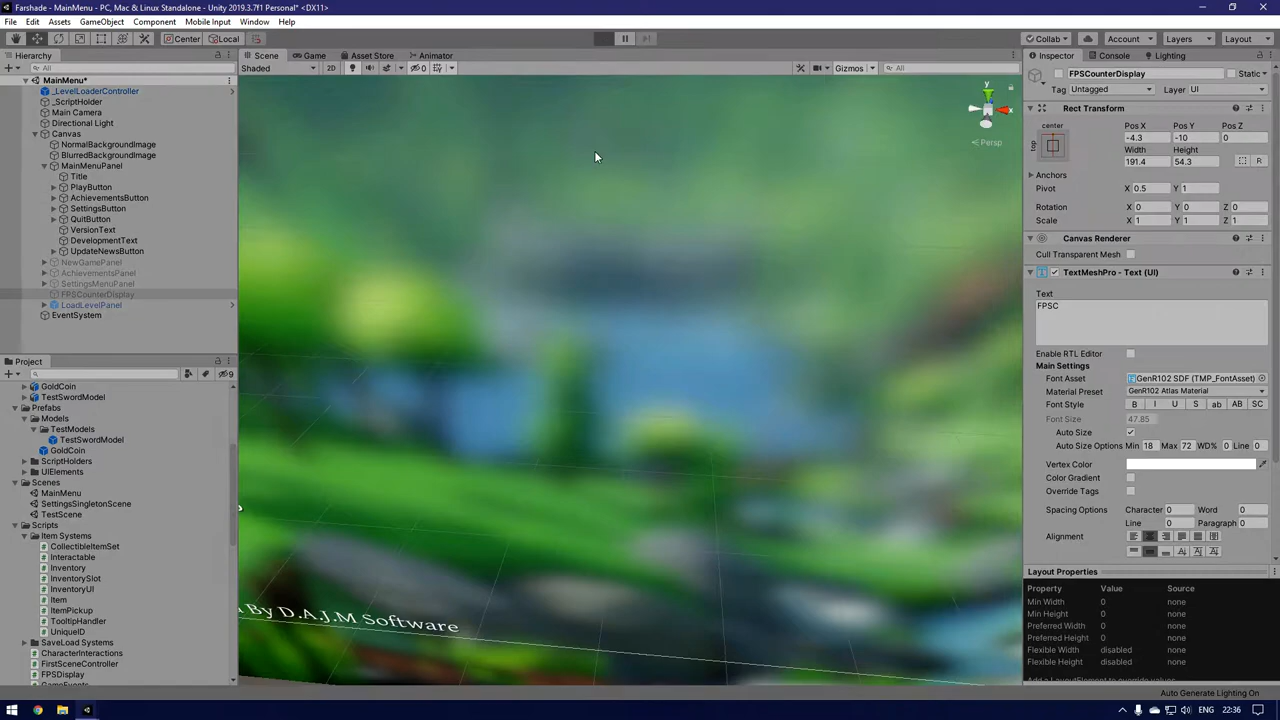 Farshade - MainMenu - PC, Mac & Linux Standalone - Unity 2019.3.7f1 Personal* <DX11>
File Edit Assets GameObject Component Mobile Input Window Help
Center Local Collab Account Layers Layout
Hierarchy Scene Game Asset Store Animator Inspector Console Lighting
All Shaded 2D 0 Gizmos All
FPSCounterDisplay Static
Tag Untagged Layer UI
MainMenu*
_LevelLoaderController
_ScriptHolder
Main Camera
Directional Light
Canvas
NormalBackgroundImage
BlurredBackgroundImage
MainMenuPanel
Title
PlayButton
AchievementsButton
SettingsButton
QuitButton
VersionText
DevelopmentText
UpdateNewsButton
NewGamePanel
AchievementsPanel
SettingsMenuPanel
FPSCounterDisplay
LoadLevelPanel
EventSystem
Project
9
GoldCoin
TestSwordModel
Prefabs
Models
TestModels
TestSwordModel
GoldCoin
ScriptHolders
UIElements
Scenes
MainMenu
SettingsSingletonScene
TestScene
Scripts
Item Systems
CollectibleItemSet
Interactable
Inventory
InventorySlot
InventoryUI
Item
ItemPickup
TooltipHandler
UniqueID
SaveLoad Systems
CharacterInteractions
FirstSceneController
FPSDisplay
GameEvents
y
x
Persp
By D.A.J.M Software
Rect Transform
center Pos X Pos Y Pos Z
top -4.3 -10 0
Width Height
191.4 54.3 R
Anchors
Pivot X 0.5 Y 1
Rotation X 0 Y 0 Z 0
Scale X 1 Y 1 Z 1
Canvas Renderer
Cull Transparent Mesh
TextMeshPro - Text (UI)
Text
FPSC
Enable RTL Editor
Main Settings
Font Asset GenR102 SDF (TMP_FontAsset)
Material Preset GenR102 Atlas Material
Font Style B I U S ab AB SC
Font Size 47.85
Auto Size
Auto Size Options Min 18 Max 72 WD% 0 Line 0
Vertex Color
Color Gradient
Override Tags
Spacing Options Character 0 Word 0
Line 0 Paragraph 0
Alignment
Layout Properties
Property Value Source
Min Width 0 none
Min Height 0 none
Preferred Width 0 none
Preferred Height 0 none
Flexible Width disabled none
Flexible Height disabled none
Add a LayoutElement to override values
Auto Generate Lighting On
ENG 22:36